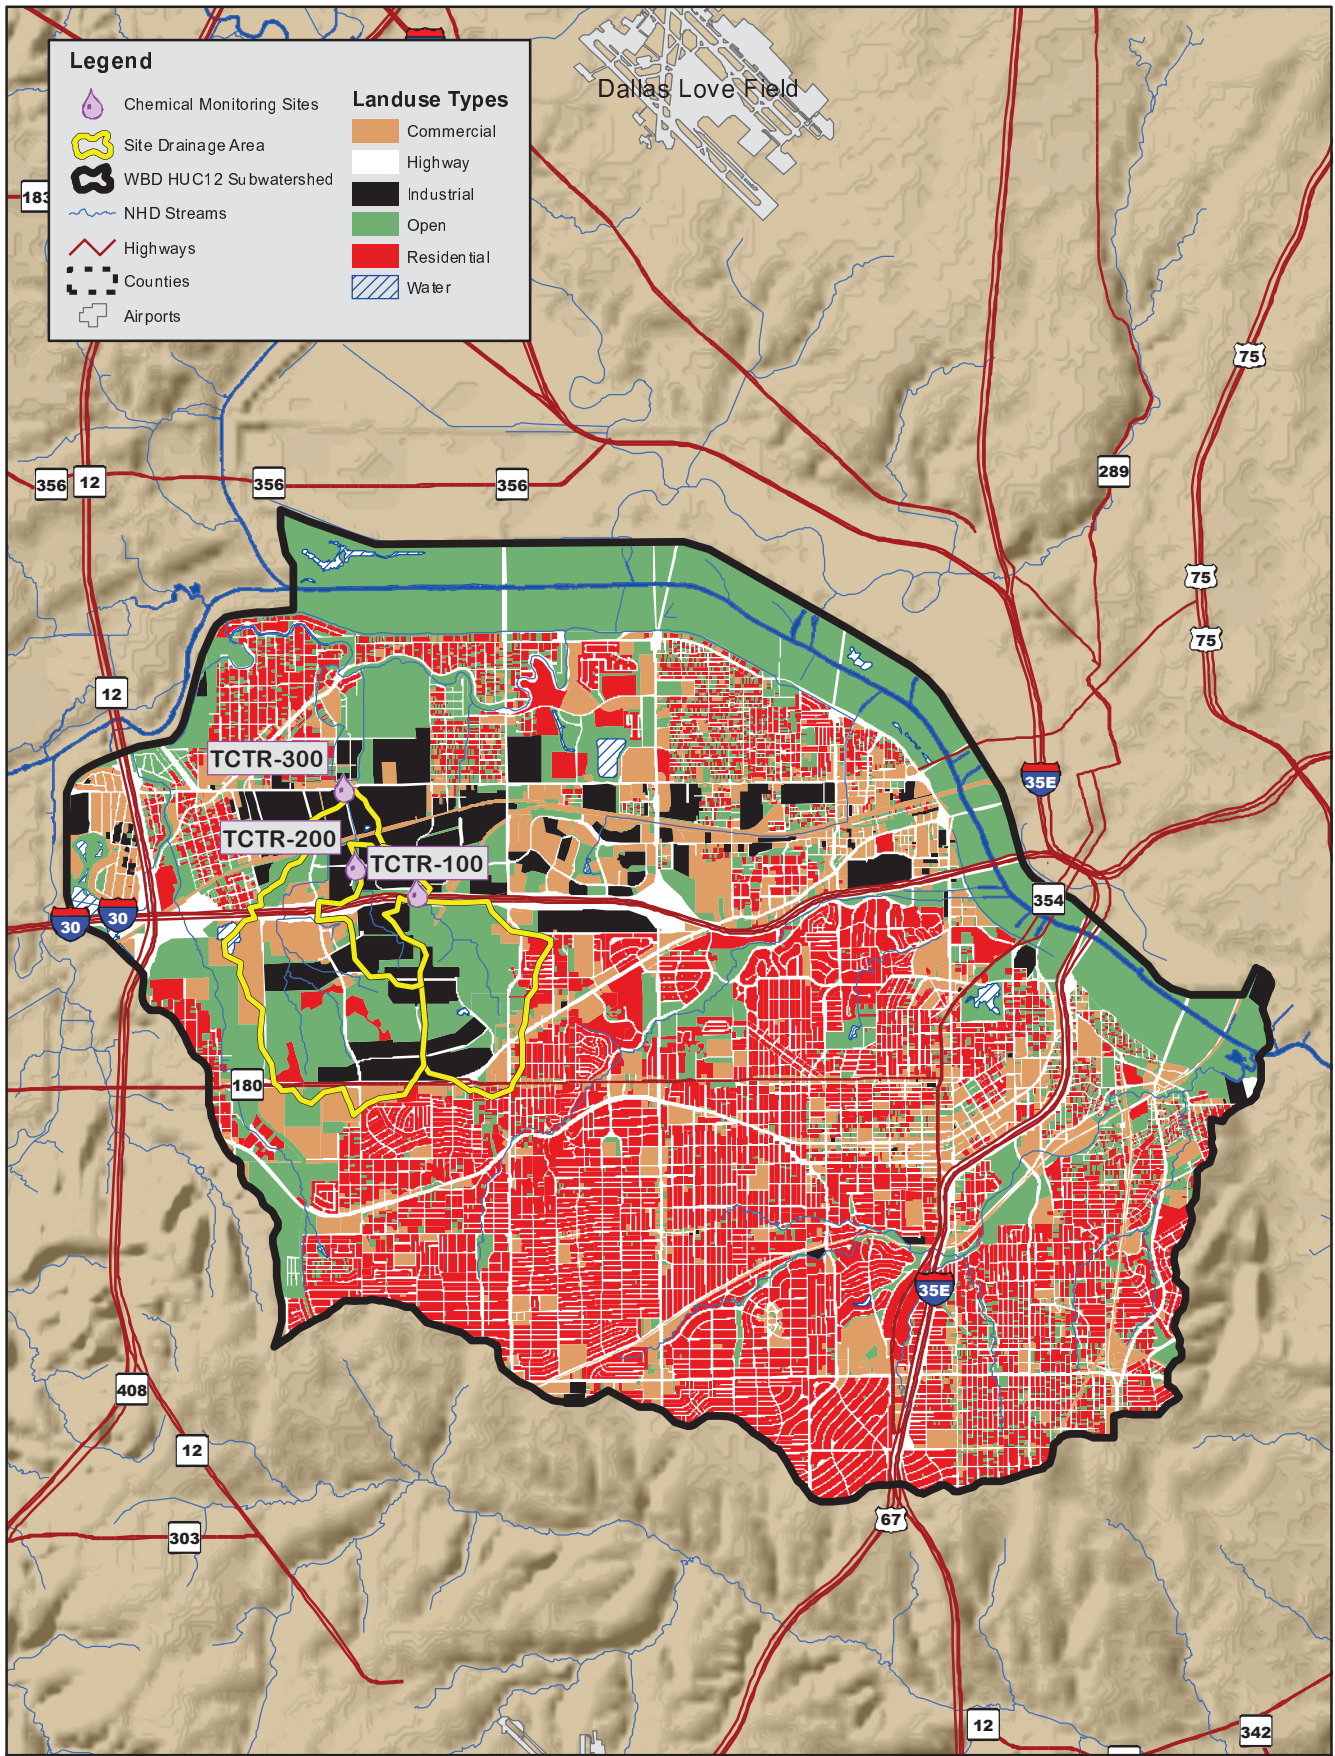 Legend
Chemical Monitoring Sites
Site Drainage Area
WBD HUC12 Subwatershed
NHD Streams
Highways
Counties
Airports
Landuse Types
Commercial
Highway
Industrial
Open
Residential
Water
Dallas Love Field
183
75
289
356
12
356
356
75
75
12
TCTR-300
35E
TCTR-200
TCTR-100
354
30
30
180
35E
408
12
67
303
12
342